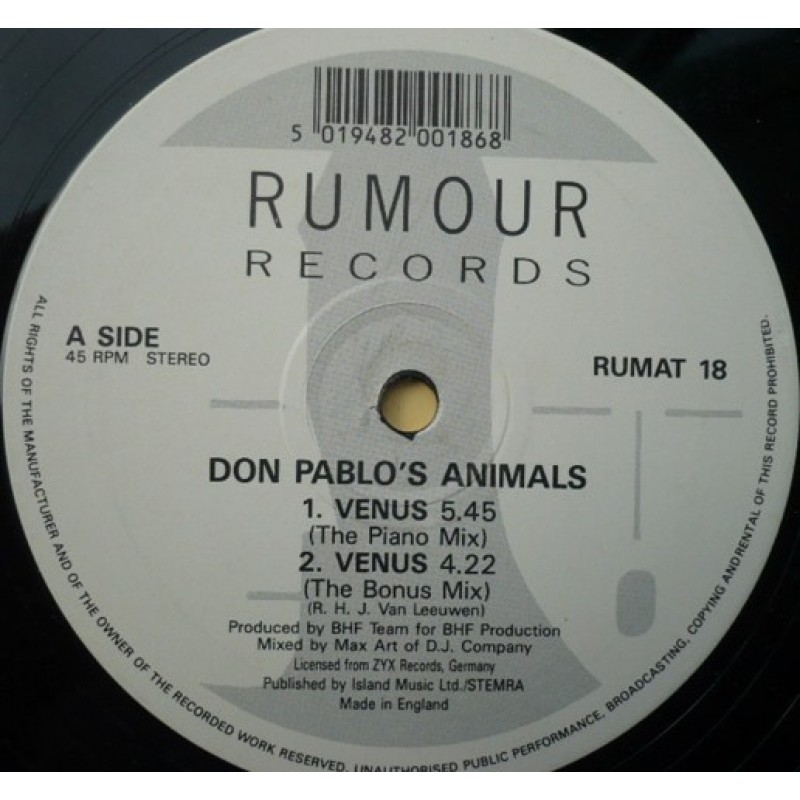 5 019482 001868
RUMOUR
RECORDS
A SIDE
45 RPM STEREO
RUMAT 18
DON PABLO'S ANIMALS
1. VENUS 5.45
(The Piano Mix)
2. VENUS 4.22
(The Bonus Mix)
(R. H. J. Van Leeuwen)
Produced by BHF Team for BHF Production
Mixed by Max Art of D.J. Company
Licensed from ZYX Records, Germany
Published by Island Music Ltd./STEMRA
Made in England
ALL RIGHTS OF THE MANUFACTURER AND OF THE OWNER OF THE RECORDED WORK RESERVED. UNAUTHORISED PUBLIC PERFORMANCE, BROADCASTING, COPYING AND RENTAL OF THIS RECORD PROHIBITED.